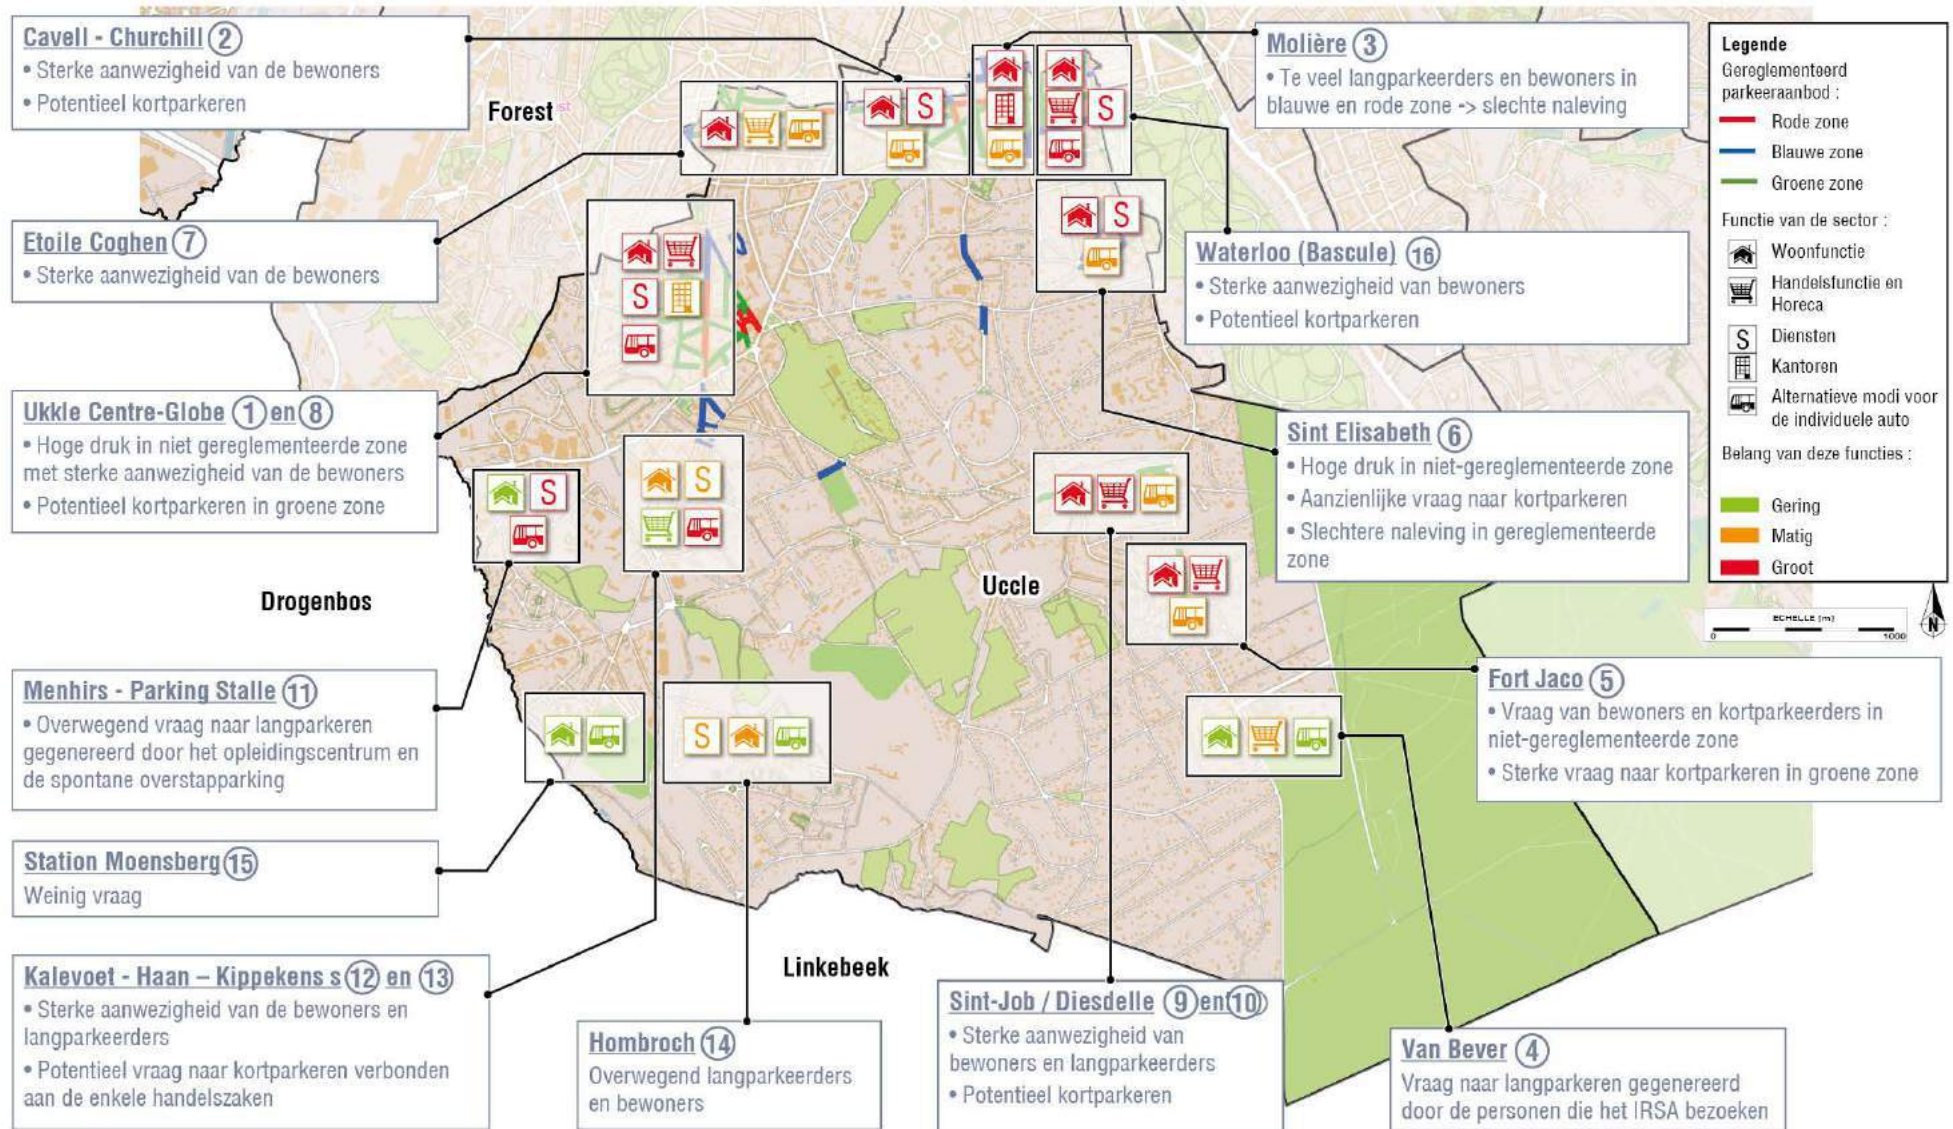 Cavell - Churchill 2
• Sterke aanwezigheid van de bewoners
• Potentieel kortparkeren
Forest
Molière 3
• Te veel langparkeerders en bewoners in
blauwe en rode zone -> slechte naleving
Legende
Gereglementeerd
parkeeraanbod :
Rode zone
Blauwe zone
Groene zone
Functie van de sector :
Woonfunctie
Handelsfunctie en
Horeca
S Diensten
Kantoren
Alternatieve modi voor
de individuele auto
Belang van deze functies :
Gering
Matig
Groot
ECHELLE [m]
0 1000
N
Etoile Coghen 7
• Sterke aanwezigheid van de bewoners
S
S
S
S
Waterloo (Bascule) 16
• Sterke aanwezigheid van bewoners
• Potentieel kortparkeren
Ukkle Centre-Globe 1 en 8
• Hoge druk in niet gereglementeerde zone
met sterke aanwezigheid van de bewoners
• Potentieel kortparkeren in groene zone
Sint Elisabeth 6
• Hoge druk in niet-gereglementeerde zone
• Aanzienlijke vraag naar kortparkeren
• Slechtere naleving in gereglementeerde
zone
S
S
Drogenbos
Uccle
Menhirs - Parking Stalle 11
• Overwegend vraag naar langparkeren
gegenereerd door het opleidingscentrum en
de spontane overstapparking
Fort Jaco 5
• Vraag van bewoners en kortparkeerders in
niet-gereglementeerde zone
• Sterke vraag naar kortparkeren in groene zone
S
Station Moensberg 15
Weinig vraag
Kalevoet - Haan – Kippekens s 12 en 13
• Sterke aanwezigheid van de bewoners en
langparkeerders
• Potentieel vraag naar kortparkeren verbonden
aan de enkele handelszaken
Linkebeek
Hombroch 14
Overwegend langparkeerders
en bewoners
Sint-Job / Diesdelle 9 en 10
• Sterke aanwezigheid van
bewoners en langparkeerders
• Potentieel kortparkeren
Van Bever 4
Vraag naar langparkeren gegenereerd
door de personen die het IRSA bezoeken